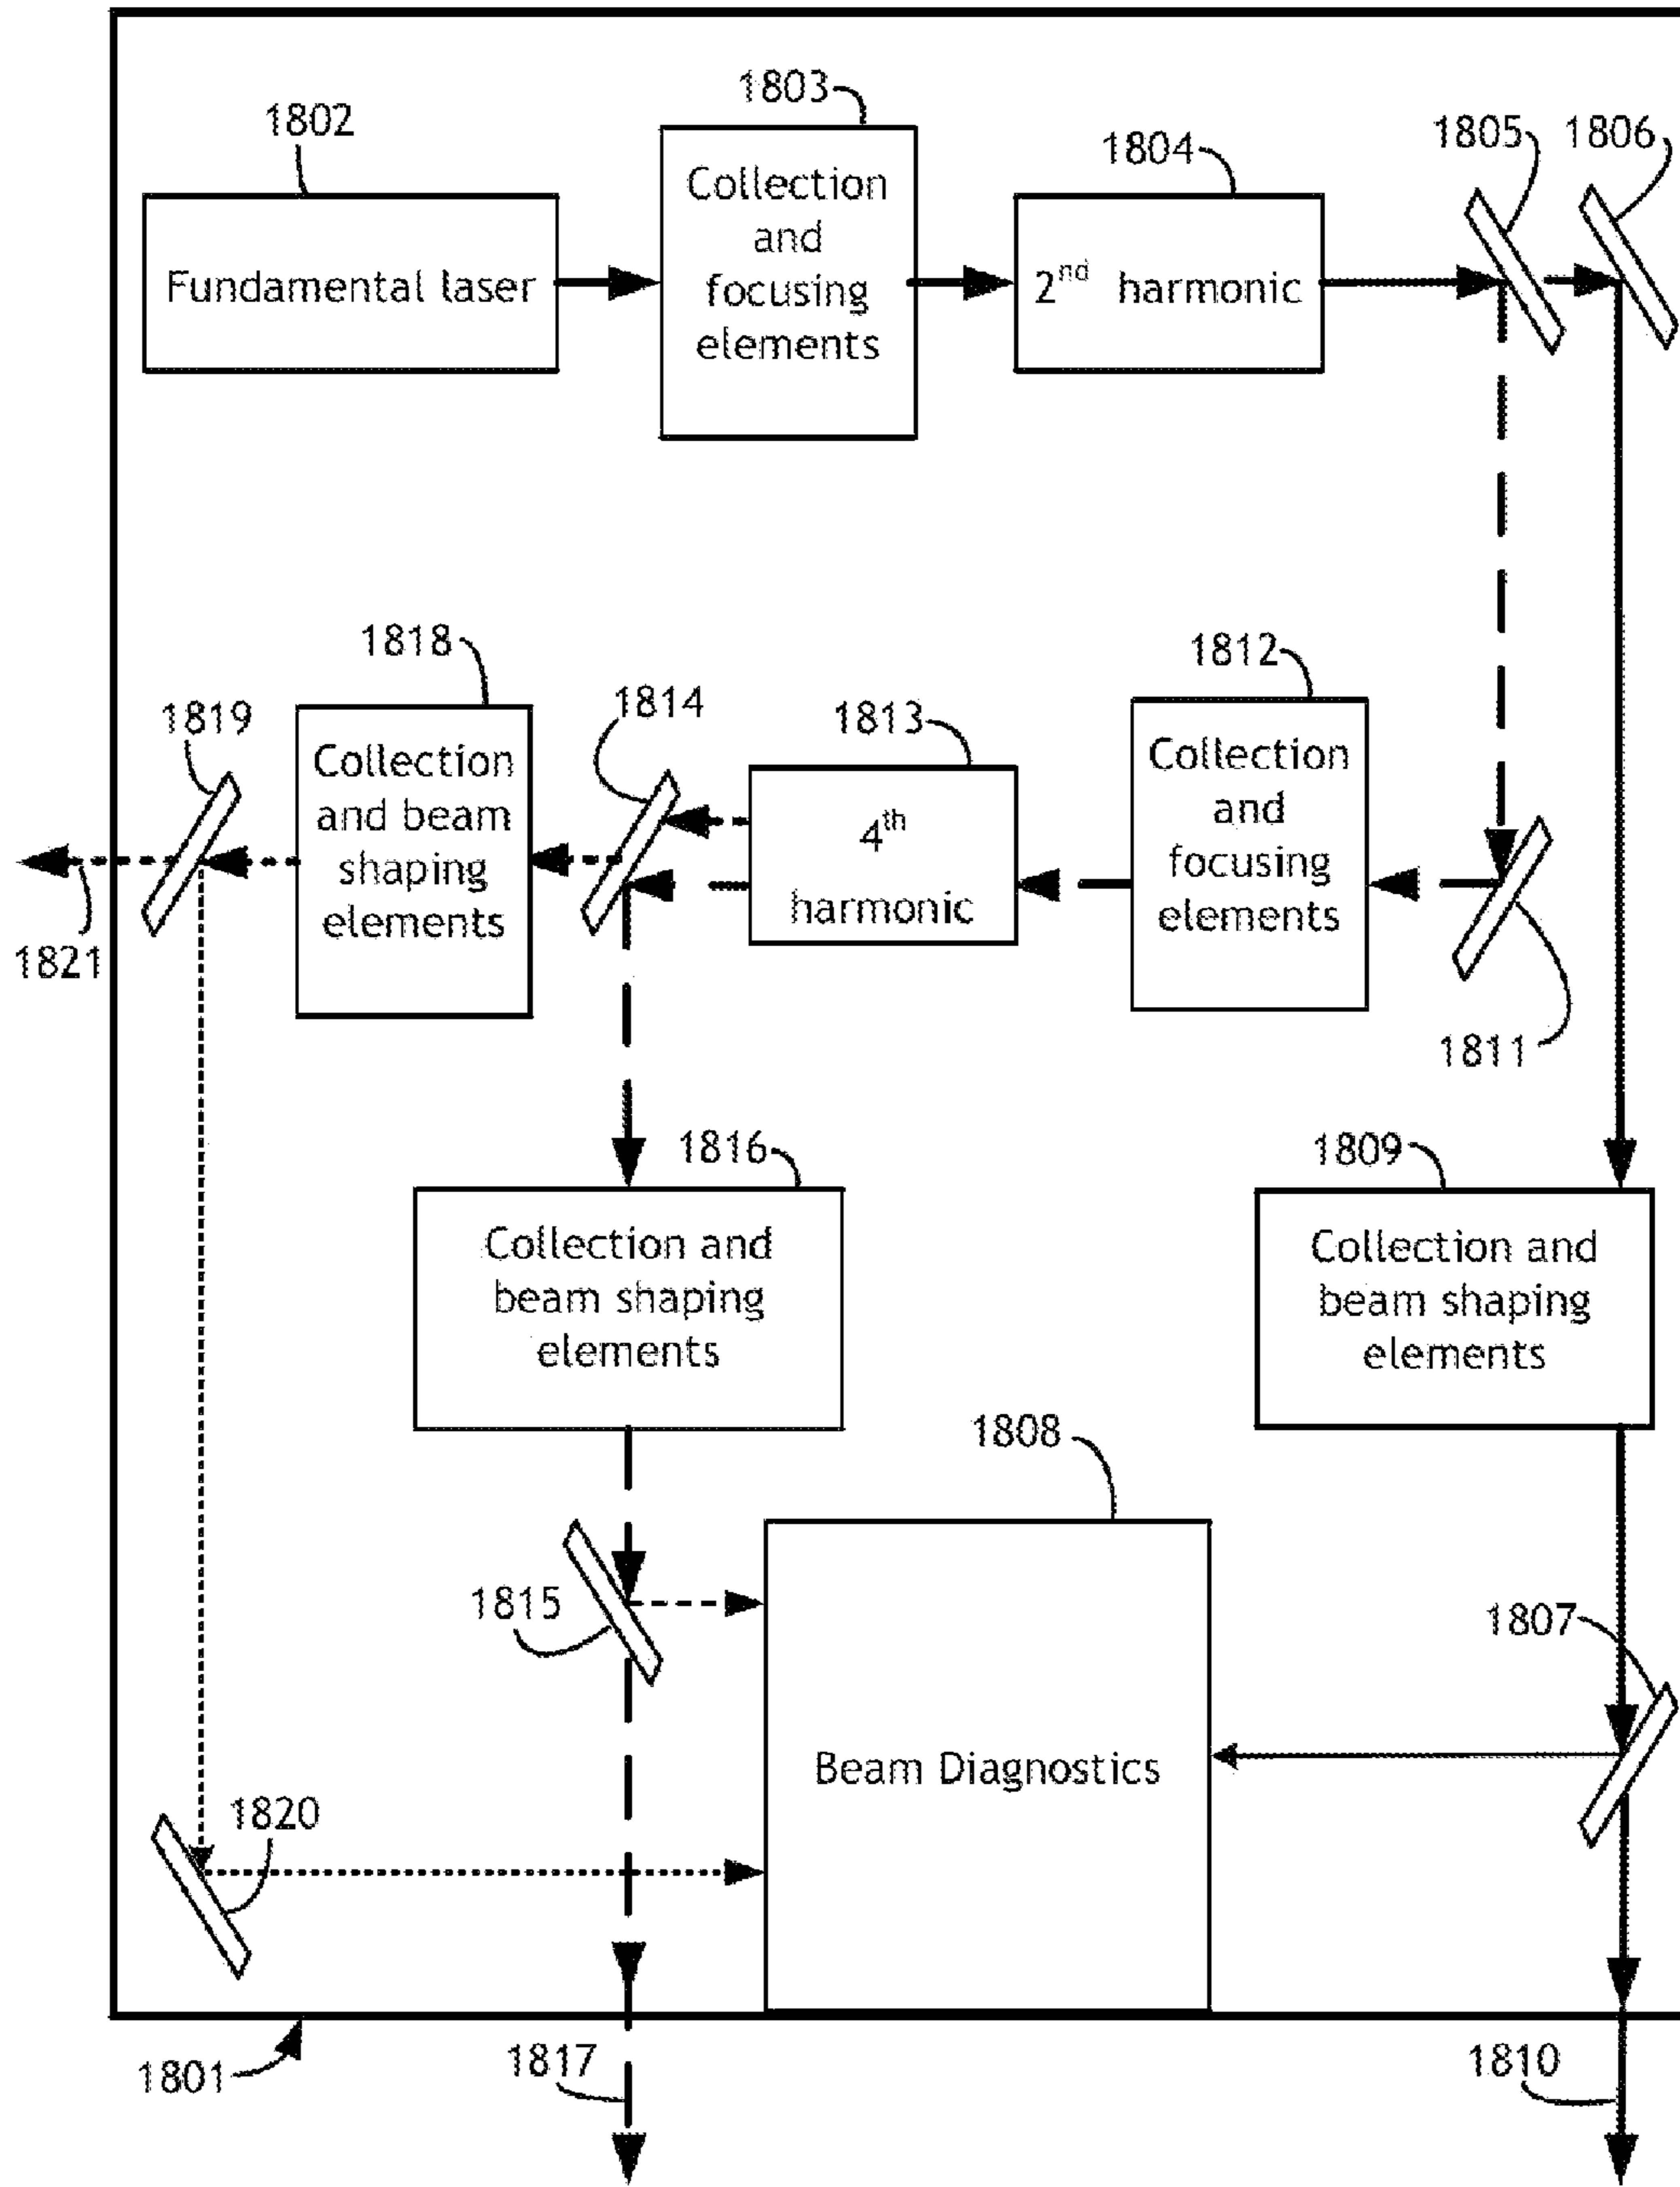 1803
1802
1804
1805
1806
Fundamental laser
Collection
and
focusing
elements
2nd harmonic
1818
1812
1819
1814
1813
Collection
and beam
shaping
elements
4th
harmonic
Collection
and
focusing
elements
1821
1811
1816
1809
Collection and
beam shaping
elements
Collection and
beam shaping
elements
1808
1815
1807
Beam Diagnostics
1820
1801
1817
1810